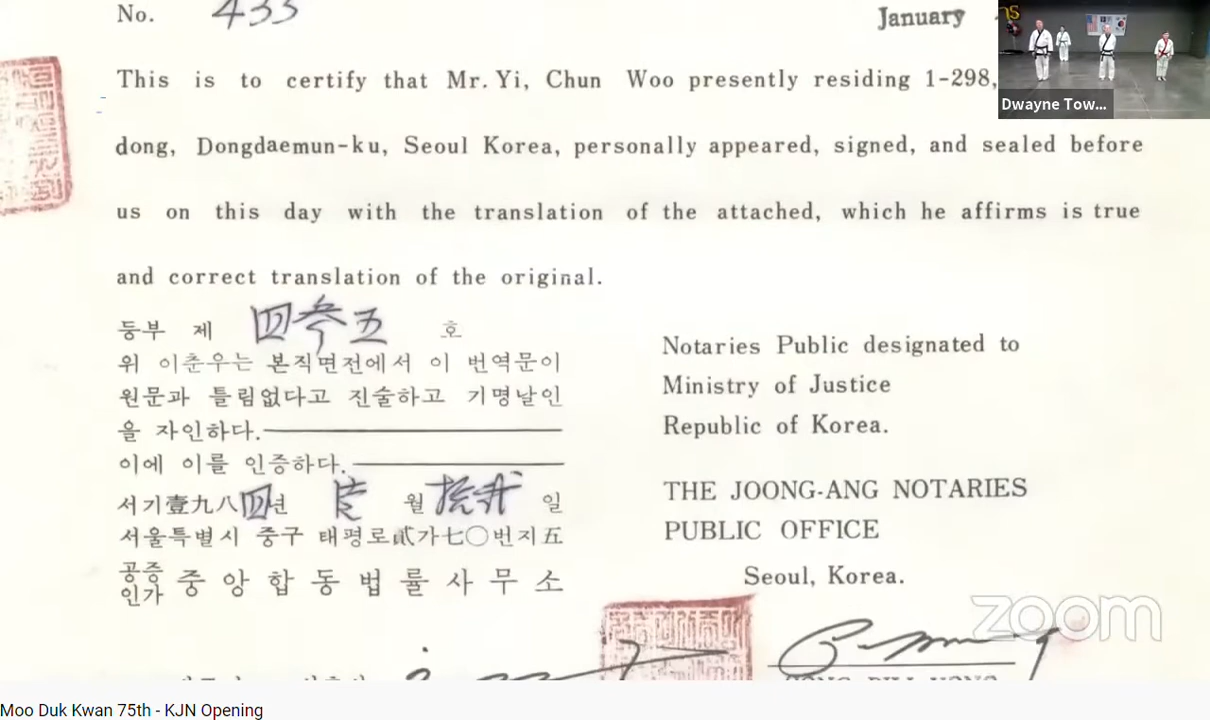 No. 435
January
This is to certify that Mr. Yi, Chun Woo presently residing 1-298,
dong, Dongdaemun-ku, Seoul Korea, personally appeared, signed, and sealed before
us on this day with the translation of the attached, which he affirms is true
and correct translation of the original.
등부 제 四参五 호
위 이춘우는 본직면전에서 이 번역문이
원문과 틀림없다고 진술하고 기명날인
을 자인하다.
이에 이를 인증하다.
서기壹九八四년 월 일
서울특별시 중구 태평로貳가七〇번지五
공증
인가 중앙합동법률사무소
Notaries Public designated to
Ministry of Justice
Republic of Korea.
THE JOONG-ANG NOTARIES
PUBLIC OFFICE
Seoul, Korea.
75
Dwayne Tow...
zoom
Moo Duk Kwan 75th - KJN Opening